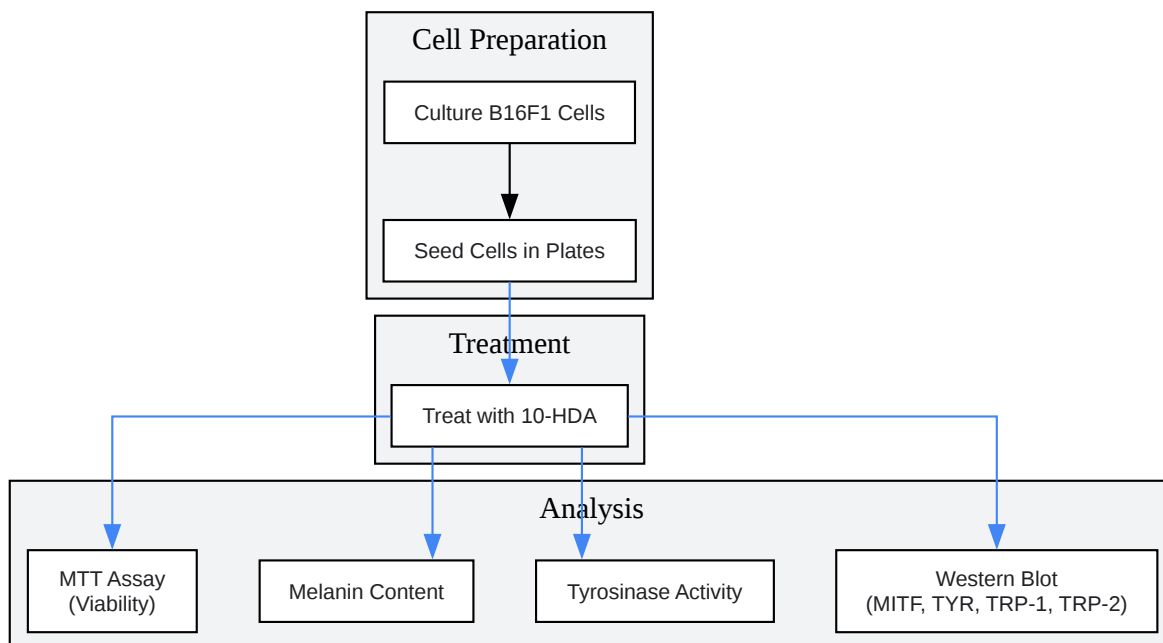 Cell Preparation
Culture B16F1 Cells
Seed Cells in Plates
Treatment
Treat with 10-HDA
Analysis
MTT Assay
(Viability)
Melanin Content
Tyrosinase Activity
Western Blot
(MITF, TYR, TRP-1, TRP-2)